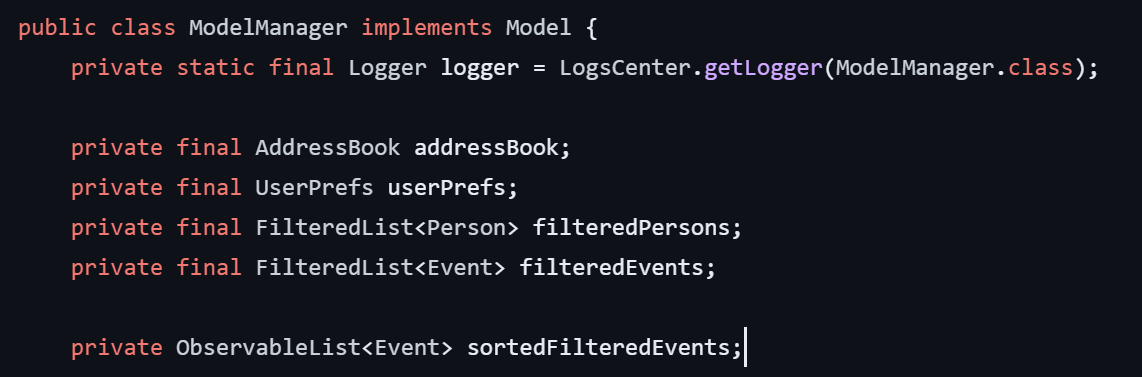 public class ModelManager implements Model {
    private static final Logger logger = LogsCenter.getLogger(ModelManager.class);
    private final AddressBook addressBook;
    private final UserPrefs userPrefs;
    private final FilteredList<Person> filteredPersons;
    private final FilteredList<Event> filteredEvents;
    private ObservableList<Event> sortedFilteredEvents;